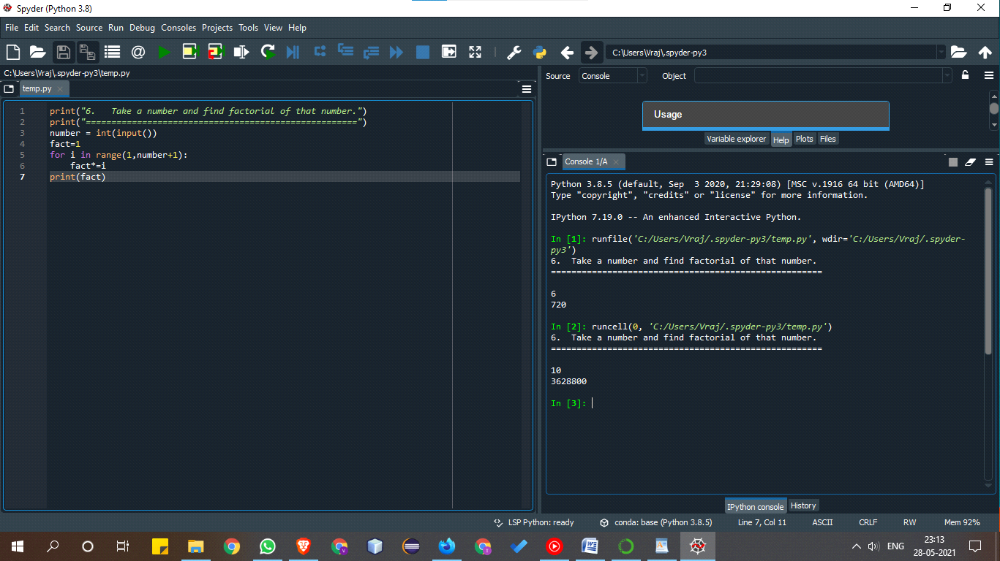 Spyder (Python 3.8)
File Edit Search Source Run Debug Consoles Projects Tools View Help
C:\Users\Vraj\.spyder-py3
C:\Users\Vraj\.spyder-py3\temp.py
temp.py
1 print("6.   Take a number and find factorial of that number.")
2 print("=====================================================")
3 number = int(input())
4 fact=1
5 for i in range(1,number+1):
6     fact*=i
7 print(fact)
Source Console Object
Usage
Variable explorer Help Plots Files
Console 1/A
Python 3.8.5 (default, Sep  3 2020, 21:29:08) [MSC v.1916 64 bit (AMD64)]
Type "copyright", "credits" or "license" for more information.
IPython 7.19.0 -- An enhanced Interactive Python.
In [1]: runfile('C:/Users/Vraj/.spyder-py3/temp.py', wdir='C:/Users/Vraj/.spyder-
py3')
6.  Take a number and find factorial of that number.
=====================================================
6
720
In [2]: runcell(0, 'C:/Users/Vraj/.spyder-py3/temp.py')
6.  Take a number and find factorial of that number.
=====================================================
10
3628800
In [3]:
IPython console History
LSP Python: ready conda: base (Python 3.8.5) Line 7, Col 11 ASCII CRLF RW Mem 92%
ENG
23:13
28-05-2021